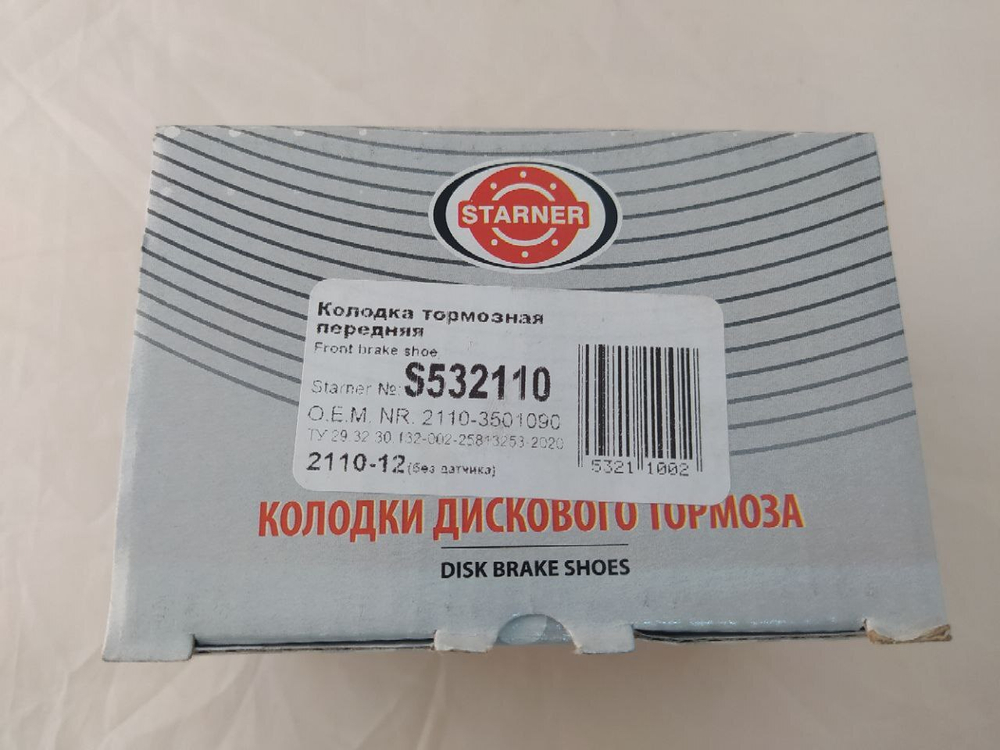 STARNER
Колодка тормозная
передняя
Front brake shoe
Starner №: S532110
O.E.M. NR. 2110-3501090
ТУ 29.32.30.132-002-25813253-2020
2110-12 (без датчика)
5321 1002
КОЛОДКИ ДИСКОВОГО ТОРМОЗА
DISK BRAKE SHOES